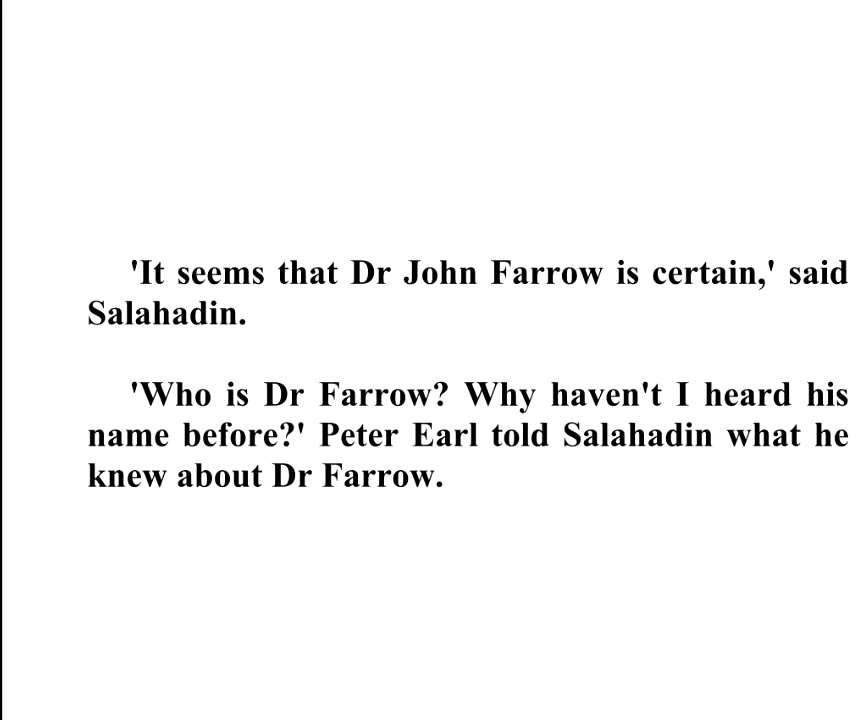 'It seems that Dr John Farrow is certain,' said
Salahadin.
'Who is Dr Farrow? Why haven't I heard his
name before?' Peter Earl told Salahadin what he
knew about Dr Farrow.